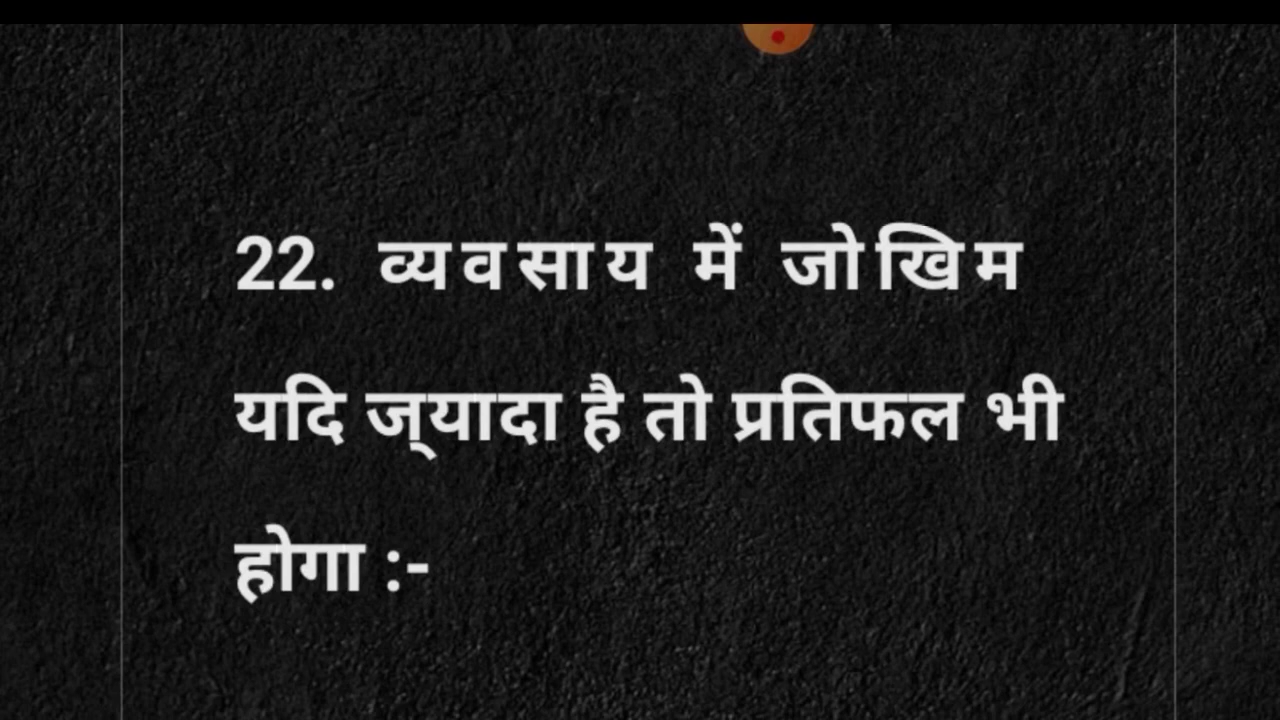 22. व्यवसाय में जोखिम
यदि ज्‌यादा है तो प्रतिफल भी
होगा :-